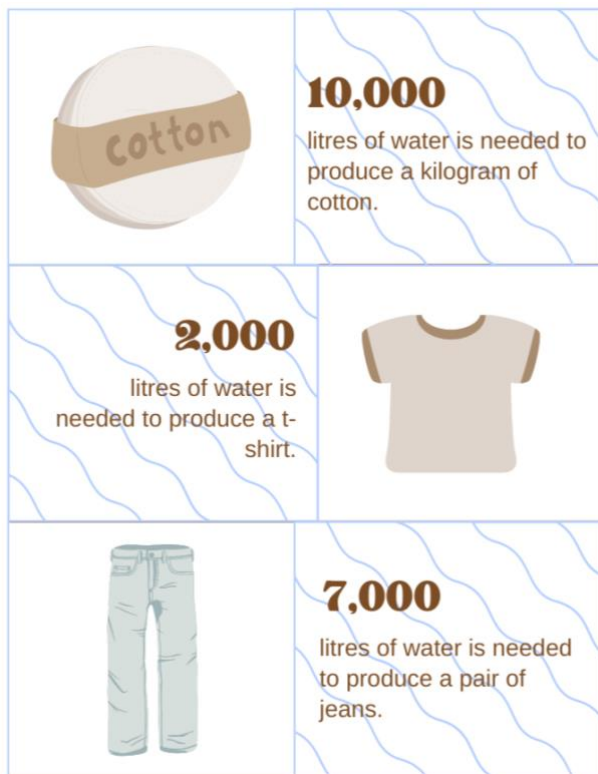 cotton
10,000
litres of water is needed to
produce a kilogram of
cotton.
2,000
litres of water is
needed to produce a t-
shirt.
7,000
litres of water is needed
to produce a pair of
jeans.